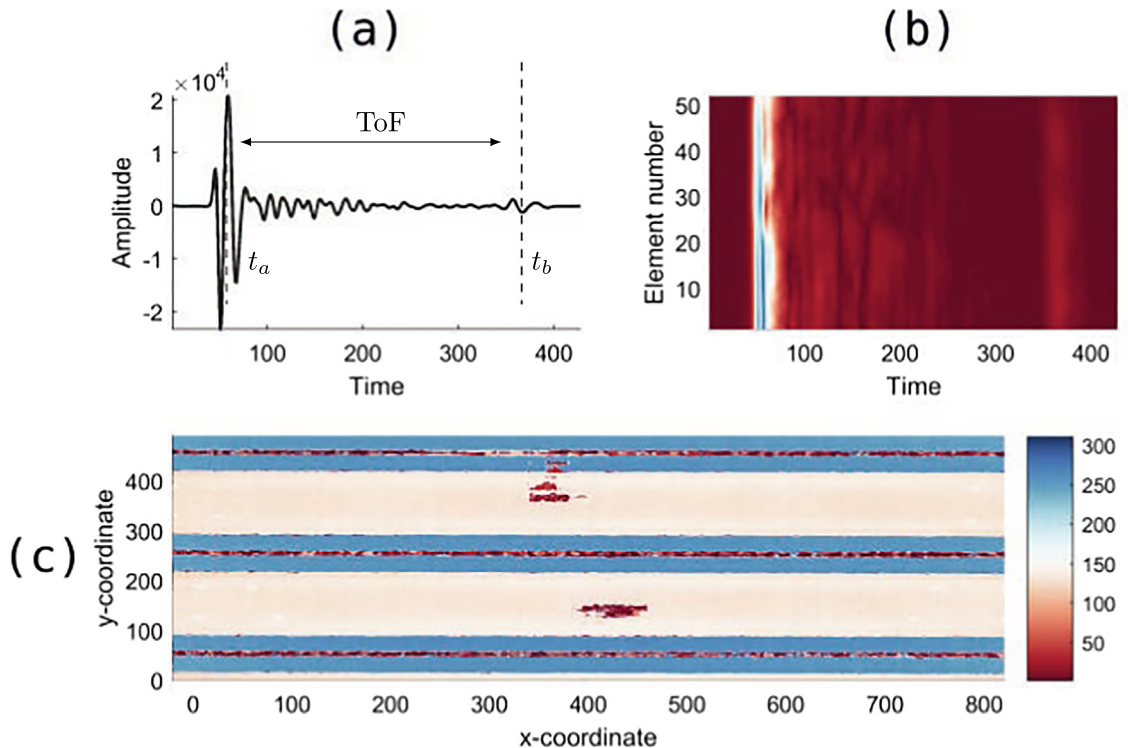 (a)
× 10⁴
2
1
0
-1
-2
Amplitude
ToF
tₐ
t_b
100 200 300 400
Time
(b)
50
40
30
20
10
Element number
100 200 300 400
Time
(c)
400
300
200
100
0
y-coordinate
0 100 200 300 400 500 600 700 800
x-coordinate
300
250
200
150
100
50